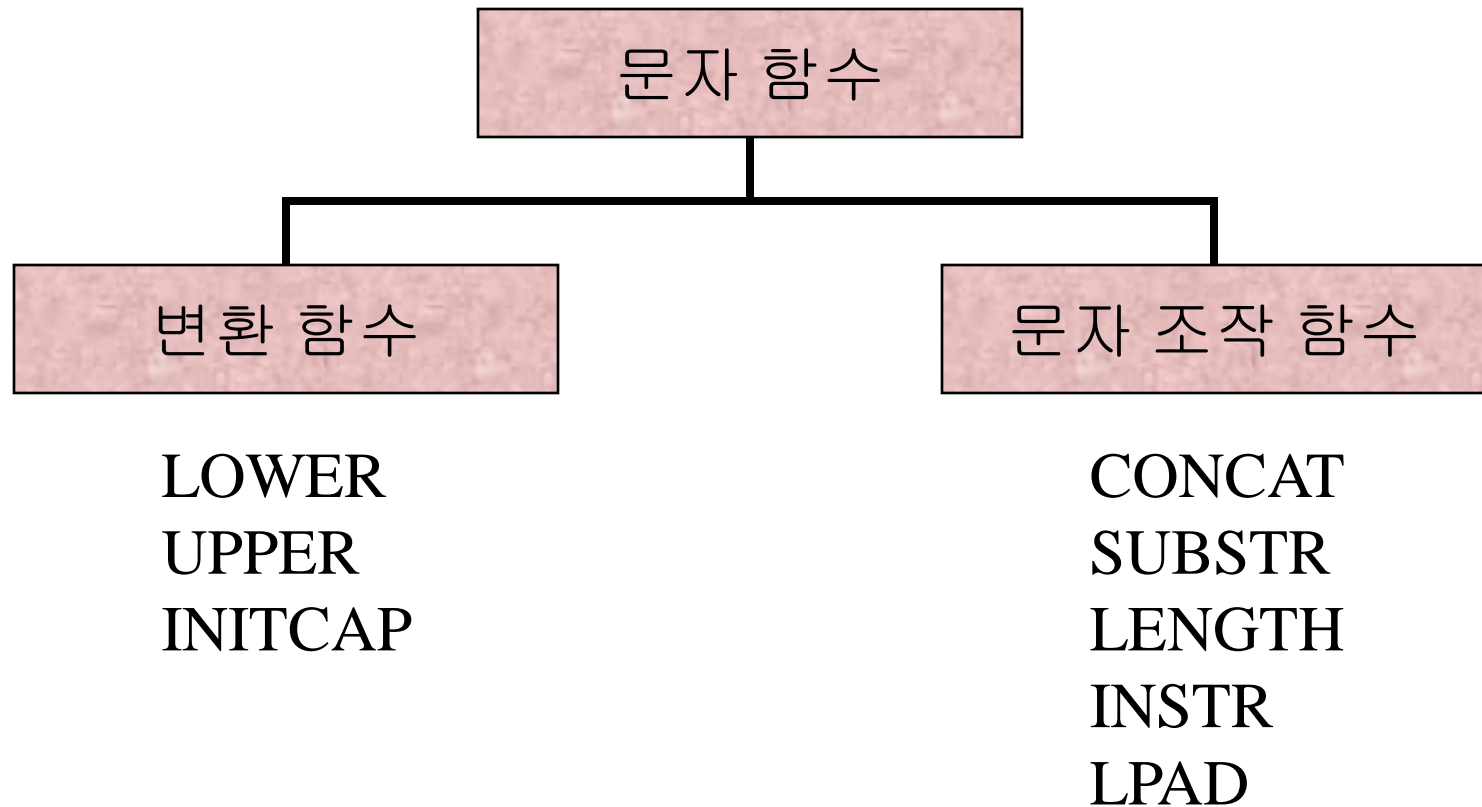 문자 함수
변환 함수
LOWER
UPPER
INITCAP
문자 조작 함수
CONCAT
SUBSTR
LENGTH
INSTR
LPAD